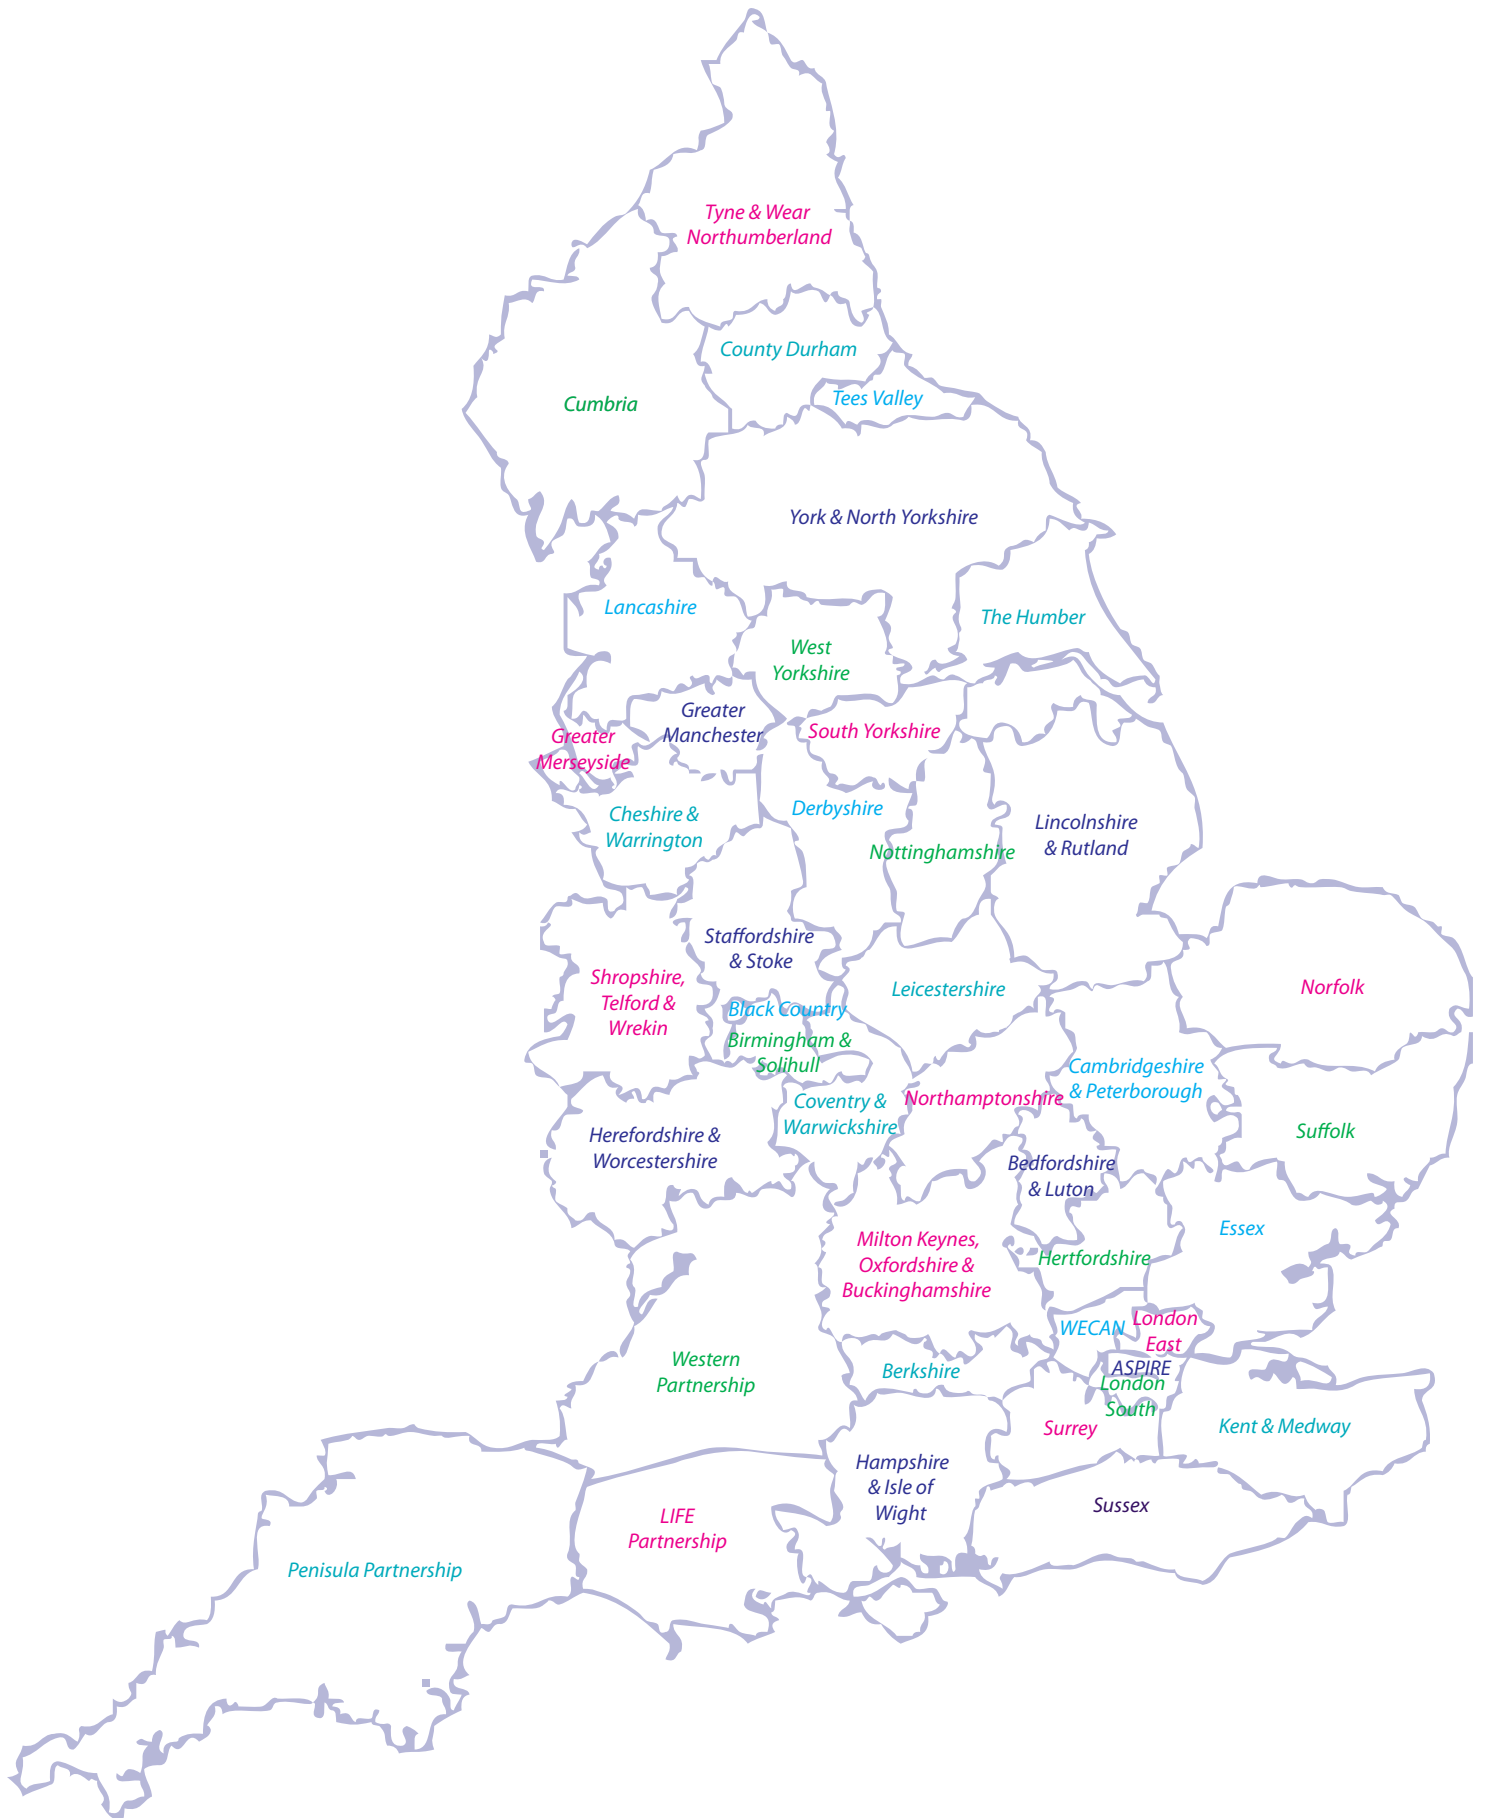 Tyne & Wear
Northumberland
County Durham
Tees Valley
Cumbria
York & North Yorkshire
Lancashire
The Humber
West
Yorkshire
Greater
Manchester
South Yorkshire
Greater
Merseyside
Derbyshire
Cheshire &
Warrington
Nottinghamshire
Lincolnshire
& Rutland
Staffordshire
& Stoke
Shropshire,
Telford &
Wrekin
Leicestershire
Norfolk
Black Country
Birmingham &
Solihull
Cambridgeshire
& Peterborough
Northamptonshire
Coventry &
Warwickshire
Suffolk
Herefordshire &
Worcestershire
Bedfordshire
& Luton
Essex
Milton Keynes,
Oxfordshire &
Buckinghamshire
Hertfordshire
WECAN
London
East
Western
Partnership
Berkshire
ASPIRE
London
South
Surrey
Kent & Medway
Hampshire
& Isle of
Wight
Sussex
LIFE
Partnership
Penisula Partnership